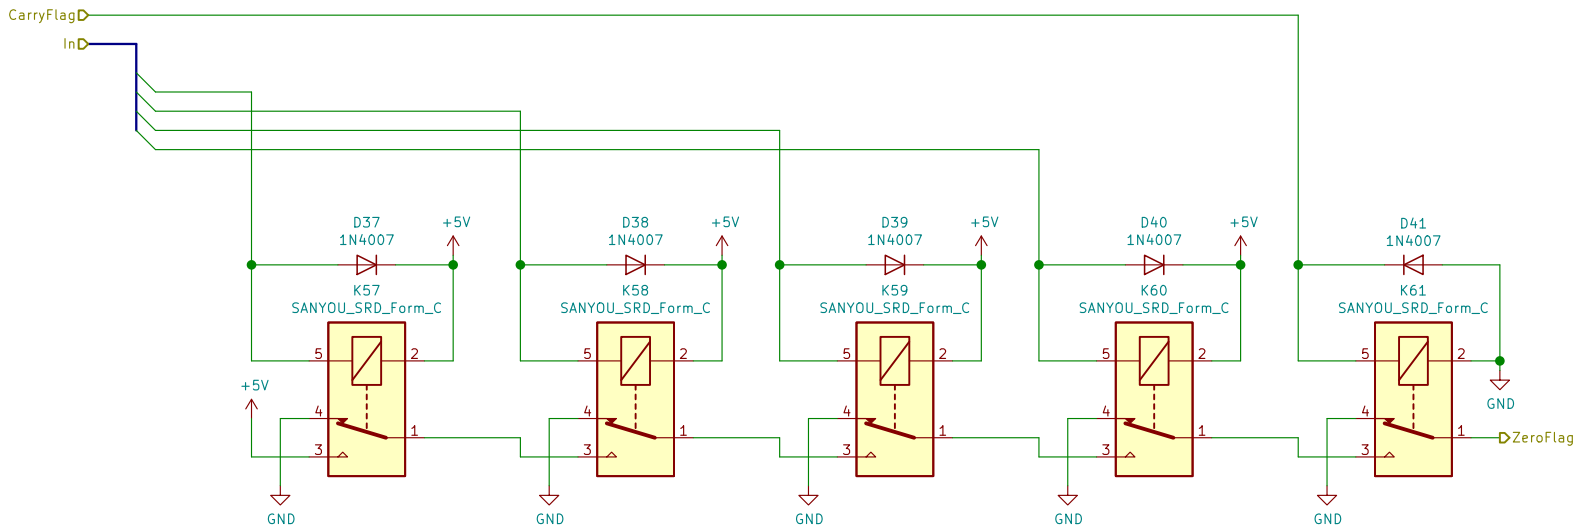 CarryFlag
In
D37
1N4007
+5V
D38
1N4007
+5V
D39
1N4007
+5V
D40
1N4007
+5V
D41
1N4007
K57
SANYOU_SRD_Form_C
K58
SANYOU_SRD_Form_C
K59
SANYOU_SRD_Form_C
K60
SANYOU_SRD_Form_C
K61
SANYOU_SRD_Form_C
5
2
5
2
5
2
5
2
5
2
+5V
GND
4
1
3
4
1
3
4
1
3
4
1
3
4
1
3
ZeroFlag
GND
GND
GND
GND
GND